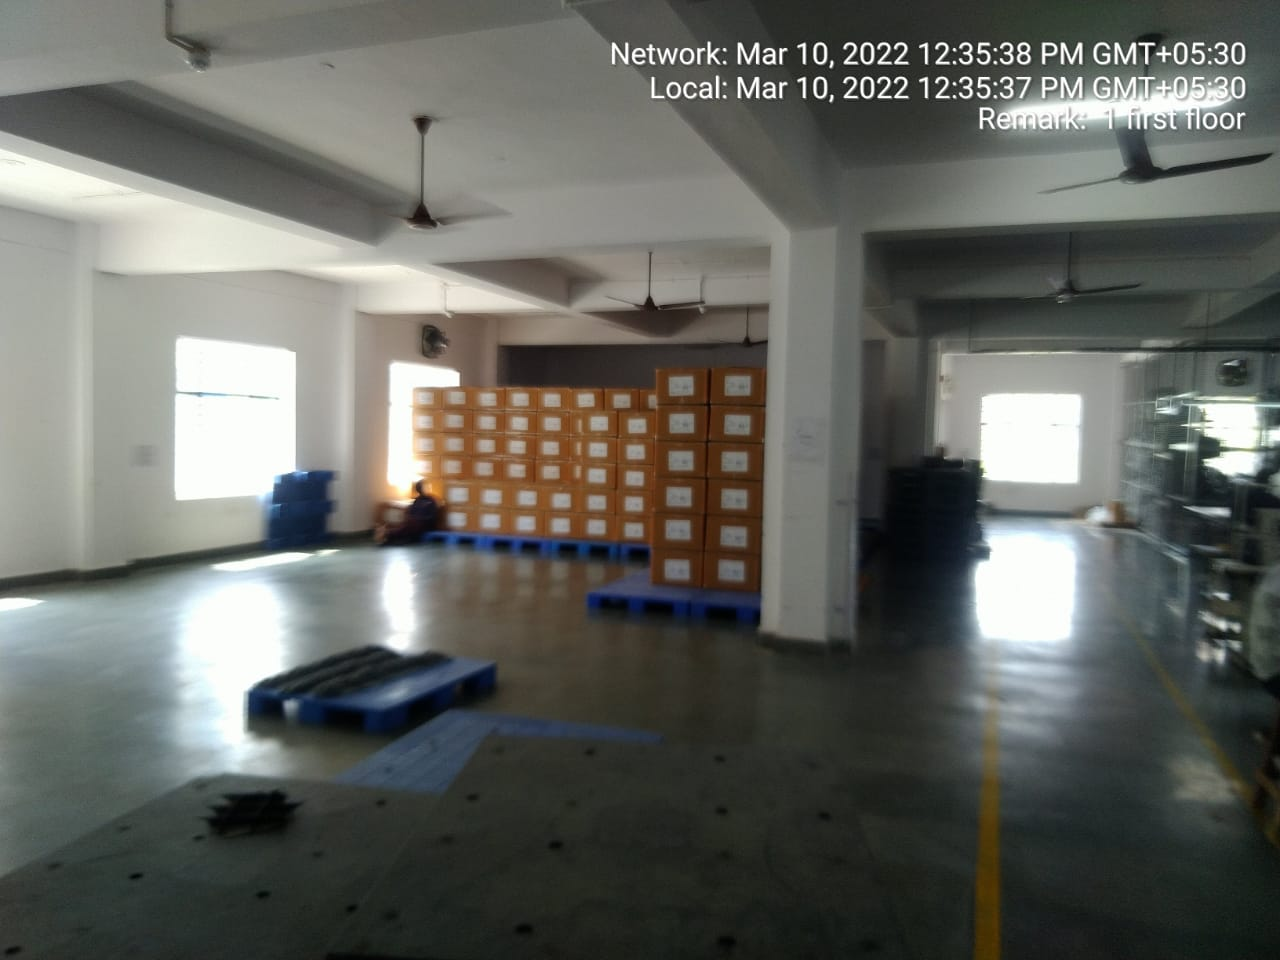 Network: Mar 10, 2022 12:35:38 PM GMT+05:30
Local: Mar 10, 2022 12:35:37 PM GMT+05:30
Remark: 1 first floor